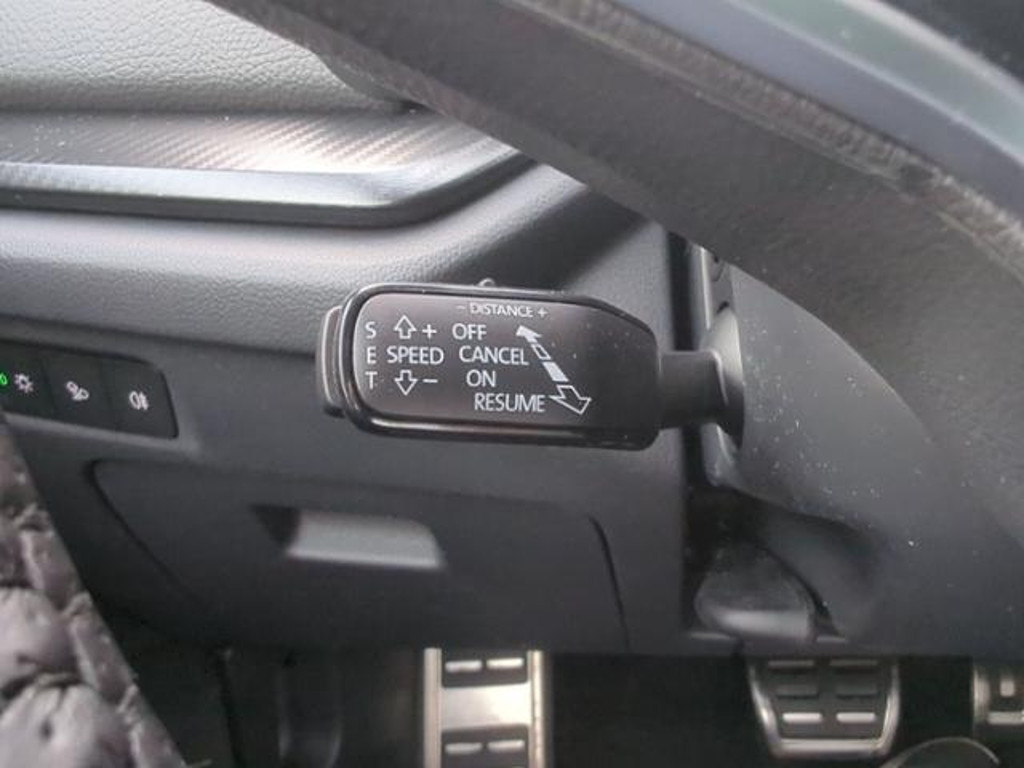 - DISTANCE +
S + OFF
E SPEED CANCEL
T - ON
RESUME